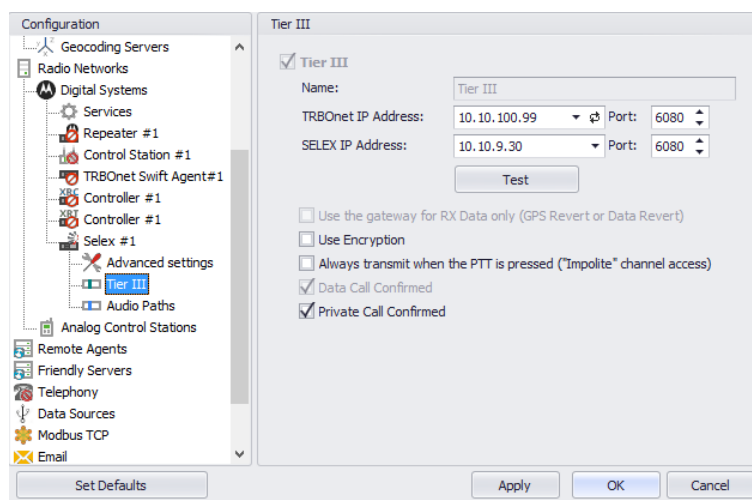 Configuration
Geocoding Servers
Radio Networks
Digital Systems
Services
Repeater #1
Control Station #1
TRBOnet Swift Agent#1
XRC Controller #1
XRT Controller #1
Selex #1
Advanced settings
Tier III
Audio Paths
Analog Control Stations
Remote Agents
Friendly Servers
Telephony
Data Sources
Modbus TCP
Email
Set Defaults
Tier III
Tier III
Name: Tier III
TRBOnet IP Address: 10.10.100.99 Port: 6080
SELEX IP Address: 10.10.9.30 Port: 6080
Test
Use the gateway for RX Data only (GPS Revert or Data Revert)
Use Encryption
Always transmit when the PTT is pressed ("Impolite" channel access)
Data Call Confirmed
Private Call Confirmed
Apply OK Cancel